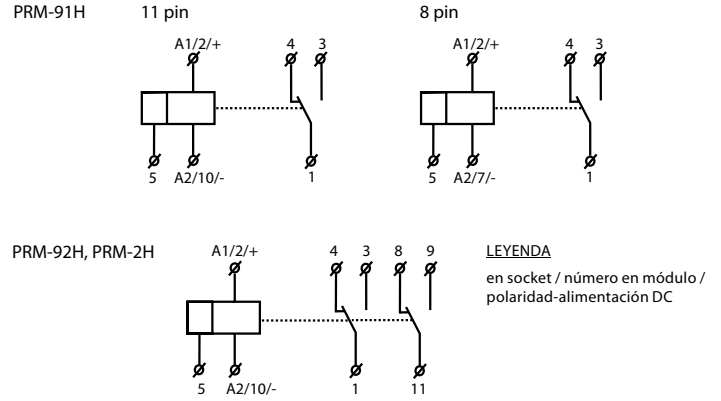 PRM-91H 11 pin 8 pin
A1/2/+ 4 3 A1/2/+ 4 3
5 A2/10/- 1 5 A2/7/- 1
PRM-92H, PRM-2H A1/2/+ 4 3 8 9 LEYENDA
en socket / número en módulo /
polaridad-alimentación DC
5 A2/10/- 1 11